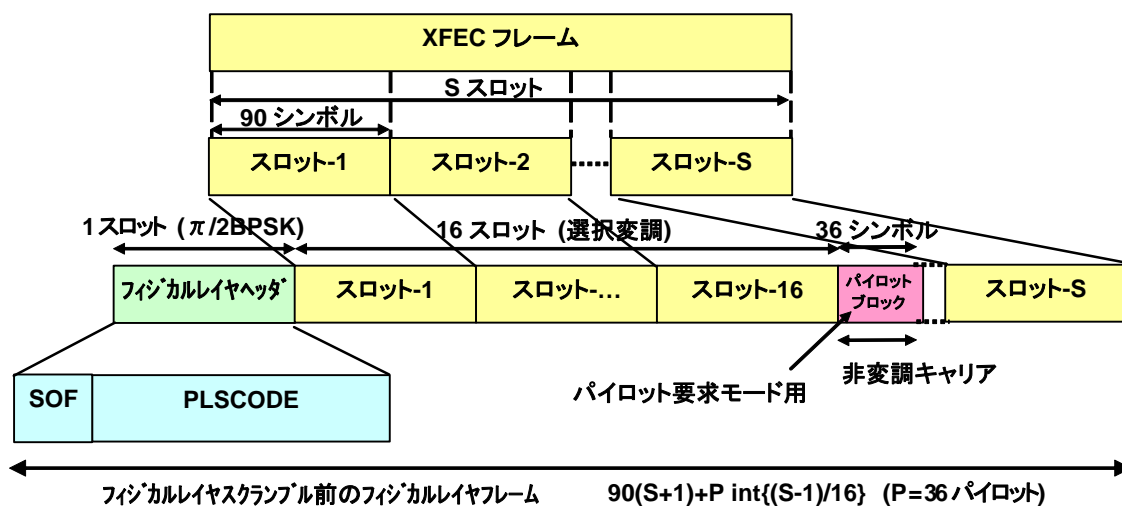 XFEC フレーム
S スロット
90 シンボル
スロット-1
スロット-2
スロット-S
1 スロット (π/2BPSK)
16 スロット (選択変調)
36 シンボル
フィジカルレイヤヘッダ
スロット-1
スロット-...
スロット-16
パイロット
ブロック
スロット-S
SOF
PLSCODE
パイロット要求モード用
非変調キャリア
フィジカルレイヤスクランブル前のフィジカルレイヤフレーム 90(S+1)+P int{(S-1)/16} (P=36 パイロット)